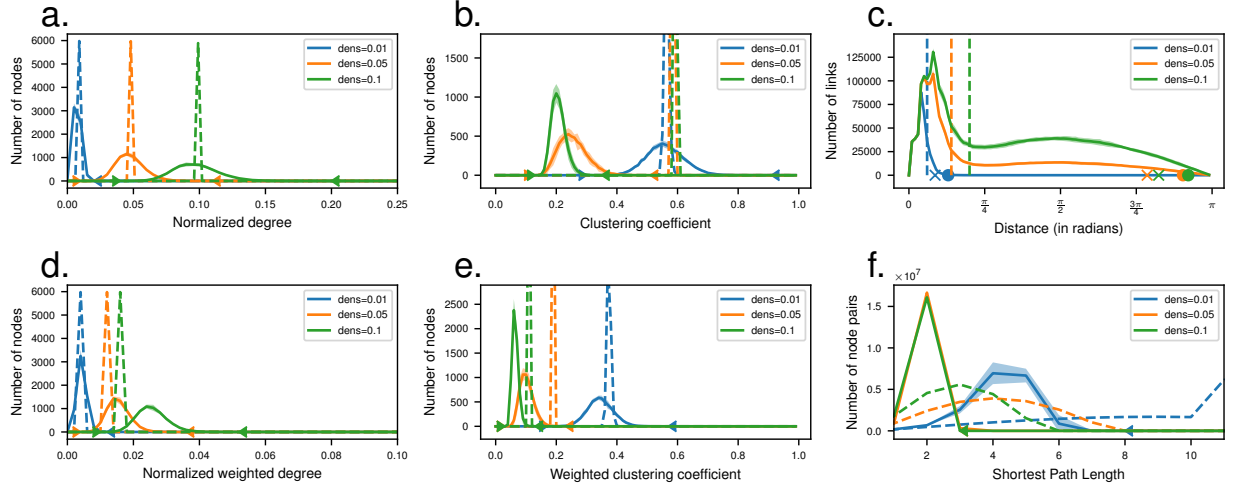 a.
Number of nodes
6000
5000
4000
3000
2000
1000
0
0.00
0.05
0.10
0.15
0.20
0.25
Normalized degree
dens=0.01
dens=0.05
dens=0.1
b.
Number of nodes
1500
1000
500
0
0.0
0.2
0.4
0.6
0.8
1.0
Clustering coefficient
dens=0.01
dens=0.05
dens=0.1
c.
Number of links
125000
100000
75000
50000
25000
0
0
π/4
π/2
3π/4
π
Distance (in radians)
dens=0.01
dens=0.05
dens=0.1
d.
Number of nodes
6000
5000
4000
3000
2000
1000
0
0.00
0.02
0.04
0.06
0.08
0.10
Normalized weighted degree
dens=0.01
dens=0.05
dens=0.1
e.
Number of nodes
2500
2000
1500
1000
500
0
0.0
0.2
0.4
0.6
0.8
1.0
Weighted clustering coefficient
dens=0.01
dens=0.05
dens=0.1
f.
×10⁷
Number of node pairs
1.5
1.0
0.5
0.0
2
4
6
8
10
Shortest Path Length
dens=0.01
dens=0.05
dens=0.1